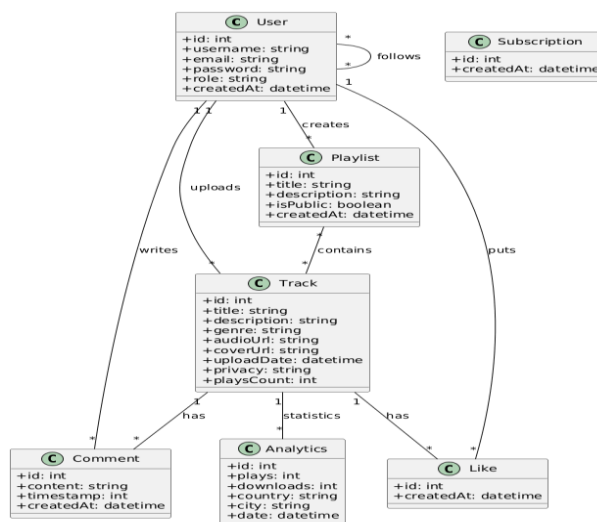 C User
+id: int
+username: string
+email: string
+password: string
+role: string
+createdAt: datetime
*
*
follows
1
C Subscription
+id: int
+createdAt: datetime
1 1
1
creates
*
C Playlist
+id: int
+title: string
+description: string
+isPublic: boolean
+createdAt: datetime
uploads
*
contains
writes
puts
*
*
C Track
+id: int
+title: string
+description: string
+genre: string
+audioUrl: string
+coverUrl: string
+uploadDate: datetime
+privacy: string
+playsCount: int
1
1
1
has
statistics
has
*
*
*
*
*
C Comment
+id: int
+content: string
+timestamp: int
+createdAt: datetime
C Analytics
+id: int
+plays: int
+downloads: int
+country: string
+city: string
+date: datetime
C Like
+id: int
+createdAt: datetime